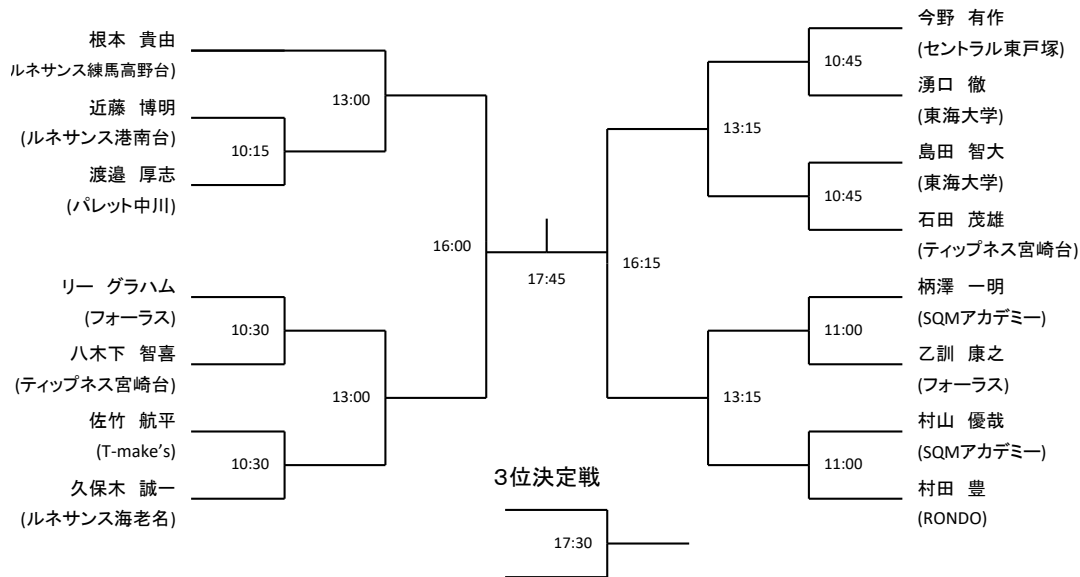 根本 貴由
ルネサンス練馬高野台)
13:00
近藤 博明
(ルネサンス港南台)
10:15
渡邉 厚志
(パレット中川)
16:00
リー グラハム
(フォーラス)
10:30
八木下 智喜
(ティップネス宮崎台)
13:00
佐竹 航平
(T-make’s)
10:30
久保木 誠一
(ルネサンス海老名)
17:45
3位決定戦
17:30
今野 有作
(セントラル東戸塚)
10:45
湧口 徹
(東海大学)
13:15
島田 智大
(東海大学)
10:45
石田 茂雄
(ティップネス宮崎台)
16:15
柄澤 一明
(SQMアカデミー)
11:00
乙訓 康之
(フォーラス)
13:15
村山 優哉
(SQMアカデミー)
11:00
村田 豊
(RONDO)